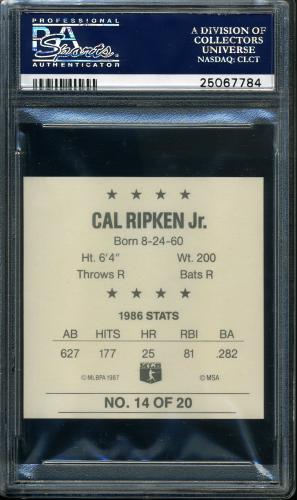 PROFESSIONAL
PSA
Sports
AUTHENTICATOR
A DIVISION OF
COLLECTORS
UNIVERSE
NASDAQ: CLCT
25067784
★ ★ ★ ★
CAL RIPKEN Jr.
Born 8-24-60
Ht. 6'4" Wt. 200
Throws R Bats R
★ ★ ★ ★
1986 STATS
AB HITS HR RBI BA
627 177 25 81 .282
©MLBPA 1987 ©MSA
NO. 14 OF 20